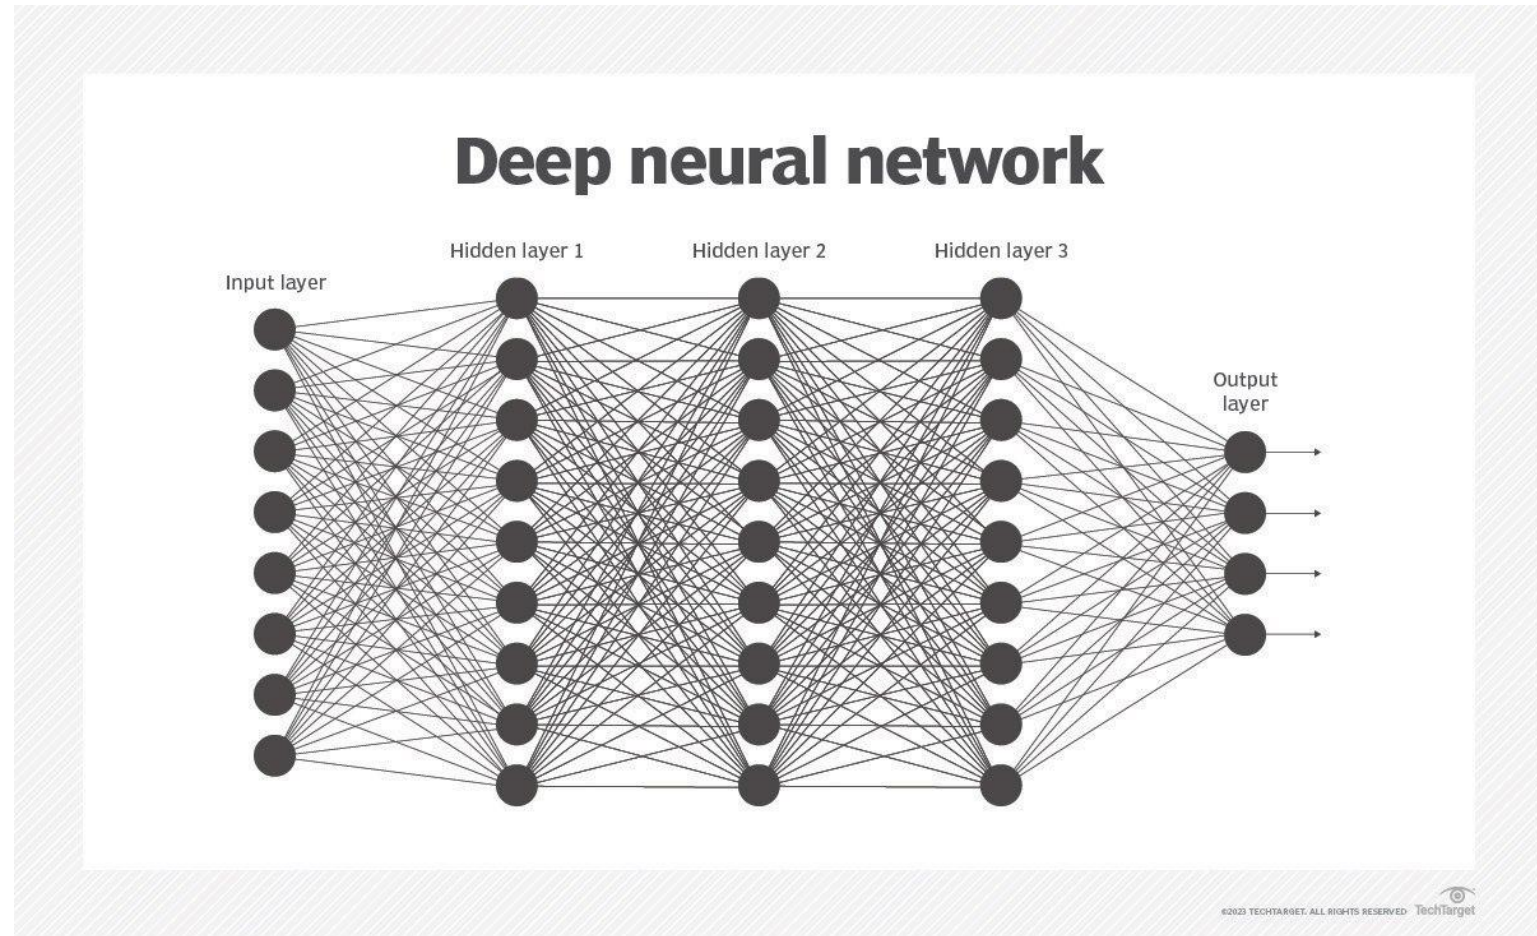 Deep neural network
Input layer
Hidden layer 1
Hidden layer 2
Hidden layer 3
Output
layer
©2023 TECHTARGET. ALL RIGHTS RESERVED
TechTarget